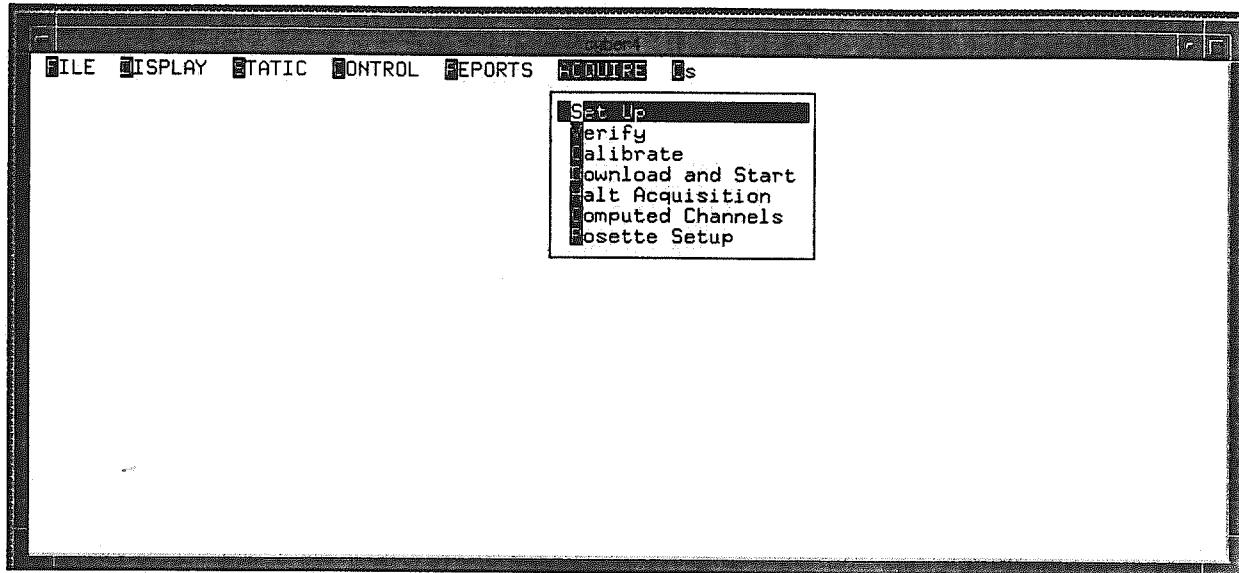 FILE DISPLAY STATIC CONTROL REPORTS ACQUIRE Os
Set Up
Verify
Calibrate
Download and Start
Halt Acquisition
Computed Channels
Rosette Setup